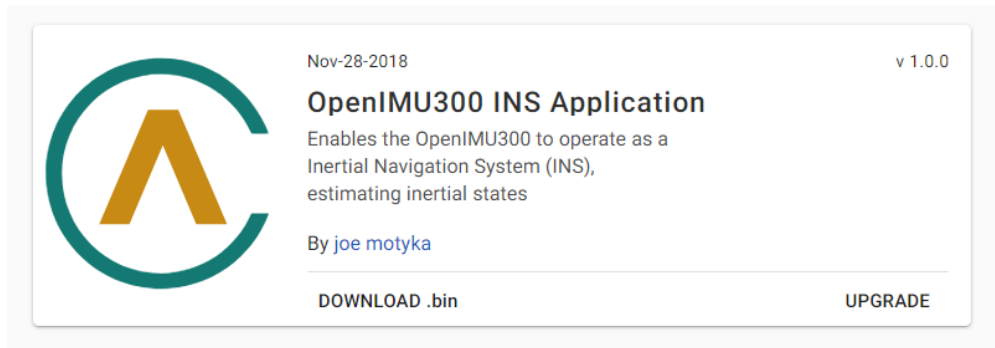 Nov-28-2018 v 1.0.0
OpenIMU300 INS Application
Enables the OpenIMU300 to operate as a
Inertial Navigation System (INS),
estimating inertial states
By joe motyka
DOWNLOAD .bin UPGRADE